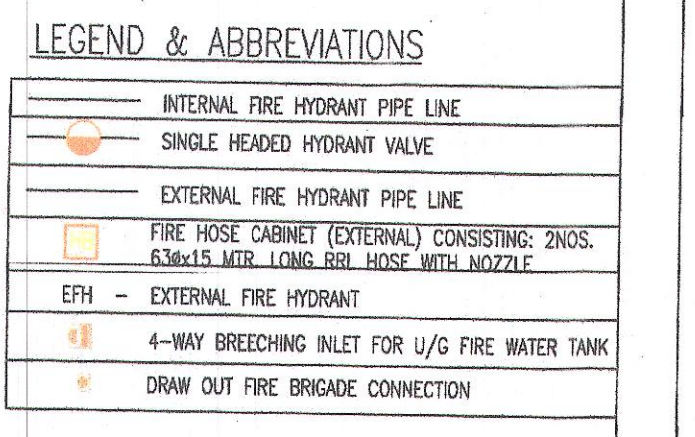 LEGEND & ABBREVIATIONS
INTERNAL FIRE HYDRANT PIPE LINE
SINGLE HEADED HYDRANT VALVE
EXTERNAL FIRE HYDRANT PIPE LINE
FIRE HOSE CABINET (EXTERNAL) CONSISTING: 2NOS.
63øx15 MTR. LONG RRL HOSE WITH NOZZLE
EFH - EXTERNAL FIRE HYDRANT
4-WAY BREECHING INLET FOR U/G FIRE WATER TANK
DRAW OUT FIRE BRIGADE CONNECTION